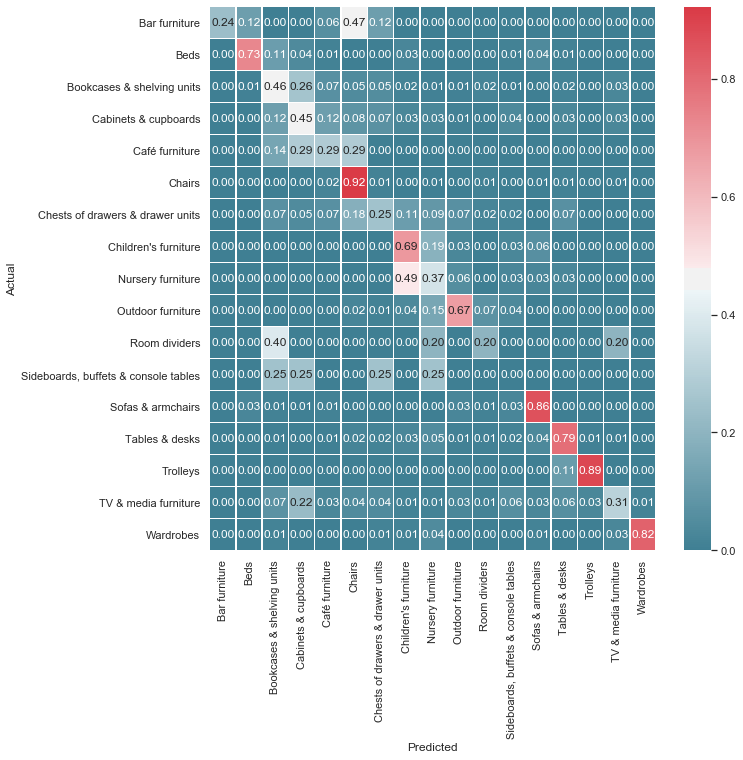 Bar furniture 0.24 0.12 0.00 0.00 0.06 0.47 0.12 0.00 0.00 0.00 0.00 0.00 0.00 0.00 0.00 0.00 0.00
Beds 0.00 0.73 0.11 0.04 0.01 0.00 0.00 0.03 0.00 0.00 0.00 0.01 0.04 0.01 0.00 0.00 0.00
Bookcases & shelving units 0.00 0.01 0.46 0.26 0.07 0.05 0.05 0.02 0.01 0.01 0.02 0.01 0.00 0.02 0.00 0.03 0.00
Cabinets & cupboards 0.00 0.00 0.12 0.45 0.12 0.08 0.07 0.03 0.03 0.01 0.00 0.04 0.00 0.03 0.00 0.03 0.03
Café furniture 0.00 0.00 0.14 0.29 0.29 0.29 0.00 0.00 0.00 0.00 0.00 0.00 0.00 0.00 0.00 0.00 0.00
Chairs 0.00 0.00 0.00 0.00 0.02 0.92 0.01 0.00 0.01 0.00 0.01 0.00 0.01 0.01 0.00 0.01 0.00
Chests of drawers & drawer units 0.00 0.00 0.07 0.05 0.07 0.18 0.25 0.11 0.09 0.07 0.02 0.02 0.00 0.07 0.00 0.00 0.00
Children's furniture 0.00 0.00 0.00 0.00 0.00 0.00 0.00 0.69 0.19 0.03 0.00 0.03 0.06 0.00 0.00 0.00 0.00
Nursery furniture 0.00 0.00 0.00 0.00 0.00 0.00 0.00 0.49 0.37 0.06 0.00 0.03 0.03 0.03 0.00 0.00 0.00
Outdoor furniture 0.00 0.00 0.00 0.00 0.00 0.02 0.01 0.04 0.15 0.67 0.07 0.04 0.00 0.00 0.00 0.00 0.00
Room dividers 0.00 0.00 0.40 0.00 0.00 0.00 0.00 0.00 0.20 0.00 0.20 0.00 0.00 0.00 0.00 0.20 0.00
Sideboards, buffets & console tables 0.00 0.00 0.25 0.25 0.00 0.00 0.25 0.00 0.25 0.00 0.00 0.00 0.00 0.00 0.00 0.00 0.00
Sofas & armchairs 0.00 0.03 0.01 0.01 0.01 0.00 0.00 0.00 0.00 0.03 0.01 0.03 0.86 0.00 0.00 0.00 0.00
Tables & desks 0.00 0.00 0.01 0.00 0.01 0.02 0.02 0.03 0.05 0.01 0.01 0.02 0.04 0.79 0.01 0.01 0.00
Trolleys 0.00 0.00 0.00 0.00 0.00 0.00 0.00 0.00 0.00 0.00 0.00 0.00 0.00 0.11 0.89 0.00 0.00
TV & media furniture 0.00 0.00 0.07 0.22 0.03 0.04 0.04 0.01 0.01 0.03 0.01 0.06 0.03 0.06 0.03 0.31 0.01
Wardrobes 0.00 0.00 0.01 0.00 0.00 0.00 0.01 0.01 0.04 0.00 0.00 0.00 0.01 0.00 0.00 0.03 0.82
Actual
Bar furniture
Beds
Bookcases & shelving units
Cabinets & cupboards
Café furniture
Chairs
Chests of drawers & drawer units
Children's furniture
Nursery furniture
Outdoor furniture
Room dividers
Sideboards, buffets & console tables
Sofas & armchairs
Tables & desks
Trolleys
TV & media furniture
Wardrobes
Predicted
0.8
0.6
0.4
0.2
0.0